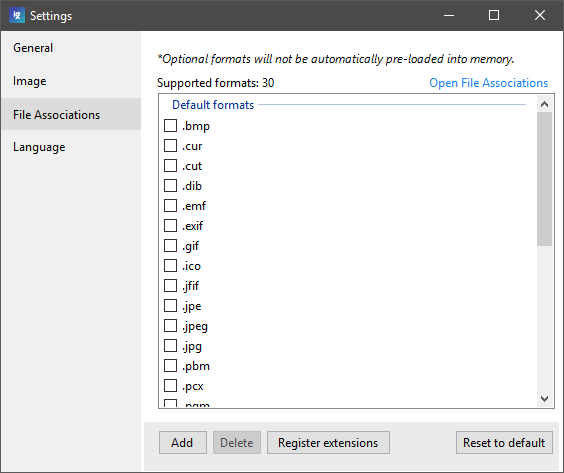 Settings
General
Image
File Associations
Language
*Optional formats will not be automatically pre-loaded into memory.
Supported formats: 30
Open File Associations
Default formats
.bmp
.cur
.cut
.dib
.emf
.exif
.gif
.ico
.jfif
.jpe
.jpeg
.jpg
.pbm
.pcx
Add
Delete
Register extensions
Reset to default